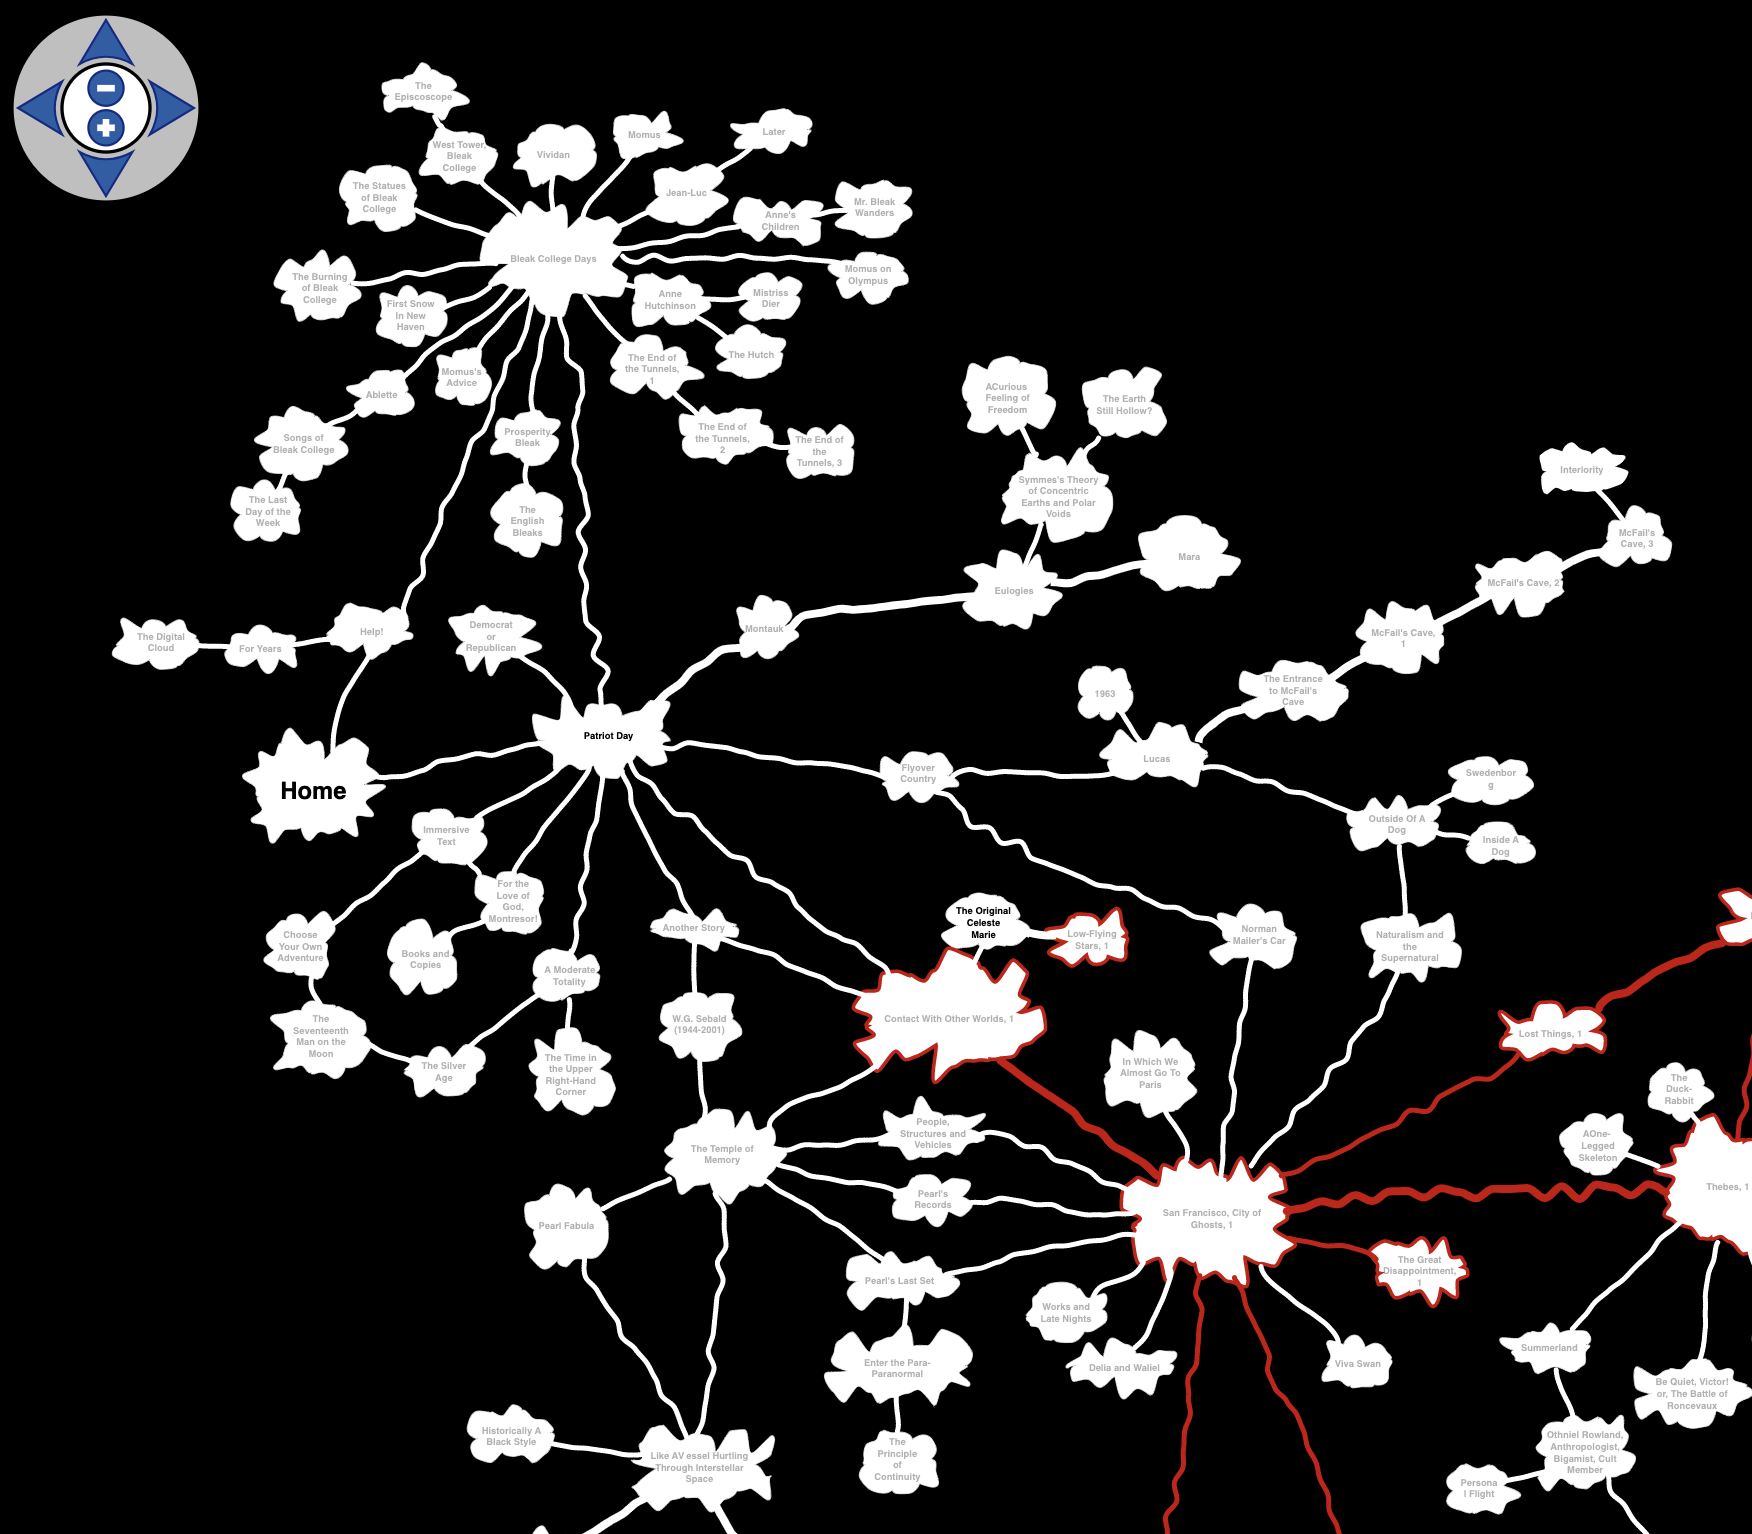 The
Episcoscope
West Tower,
Bleak
College
Vividan
Momus
Later
The Statues
of Bleak
College
Jean-Luc
Anne's
Children
Mr. Bleak
Wanders
Bleak College Days
The Burning
of Bleak
College
First Snow
In New
Haven
Anne
Hutchinson
Mistriss
Dier
Momus on
Olympus
The Hutch
The End of
the Tunnels,
1
Momus's
Advice
Ablette
Songs of
Bleak College
Prosperity
Bleak
The End of
the Tunnels,
2
The End of
the
Tunnels, 3
The Last
Day of the
Week
The
English
Bleaks
ACurious
Feeling of
Freedom
The Earth
Still Hollow?
Symmes's Theory
of Concentric
Earths and Polar
Voids
Interiority
McFail's
Cave, 3
Mara
Eulogies
McFail's Cave, 2
McFail's Cave,
1
The Entrance
to McFail's
Cave
The Digital
Cloud
For Years
Help!
Democrat
or
Republican
Montauk
1963
Patriot Day
Lucas
Flyover
Country
Swedenbor
g
Home
Outside Of A
Dog
Inside A
Dog
Immersive
Text
For the
Love of
God,
Montresor!
Choose
Your Own
Adventure
Books and
Copies
A Moderate
Totality
Another Story
The Original
Celeste
Marie
Low-Flying
Stars, 1
Norman
Mailer's Car
Naturalism and
the
Supernatural
The
Seventeenth
Man on the
Moon
The Silver
Age
The Time in
the Upper
Right-Hand
Corner
W.G. Sebald
(1944-2001)
Contact With Other Worlds, 1
Lost Things, 1
In Which We
Almost Go To
Paris
The
Duck-
Rabbit
AOne-
Legged
Skeleton
Thebes, 1
The Temple of
Memory
People,
Structures and
Vehicles
Pearl's
Records
San Francisco, City of
Ghosts, 1
Pearl Fabula
Pearl's Last Set
The Great
Disappointment,
1
Works and
Late Nights
Delia and Waliel
Viva Swan
Summerland
Enter the Para-
Paranormal
Be Quiet, Victor!
or, The Battle of
Roncevaux
Historically A
Black Style
Like AV essel Hurtling
Through Interstellar
Space
The
Principle
of
Continuity
Othniel Rowland,
Anthropologist,
Bigamist, Cult
Member
Persona
l Flight